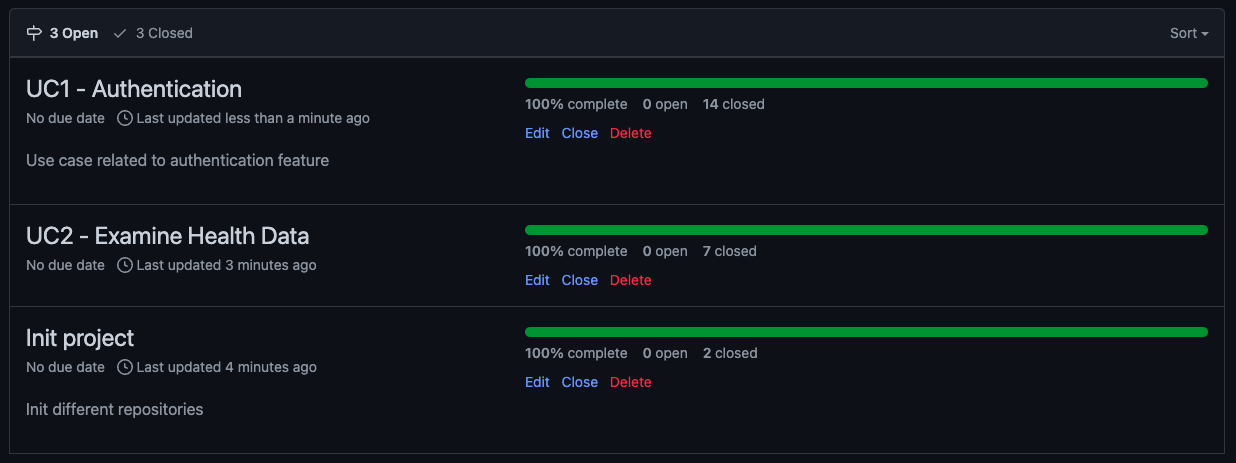 3 Open 3 Closed Sort
UC1 - Authentication
No due date Last updated less than a minute ago
Use case related to authentication feature
100% complete 0 open 14 closed
Edit Close Delete
UC2 - Examine Health Data
No due date Last updated 3 minutes ago
100% complete 0 open 7 closed
Edit Close Delete
Init project
No due date Last updated 4 minutes ago
Init different repositories
100% complete 0 open 2 closed
Edit Close Delete